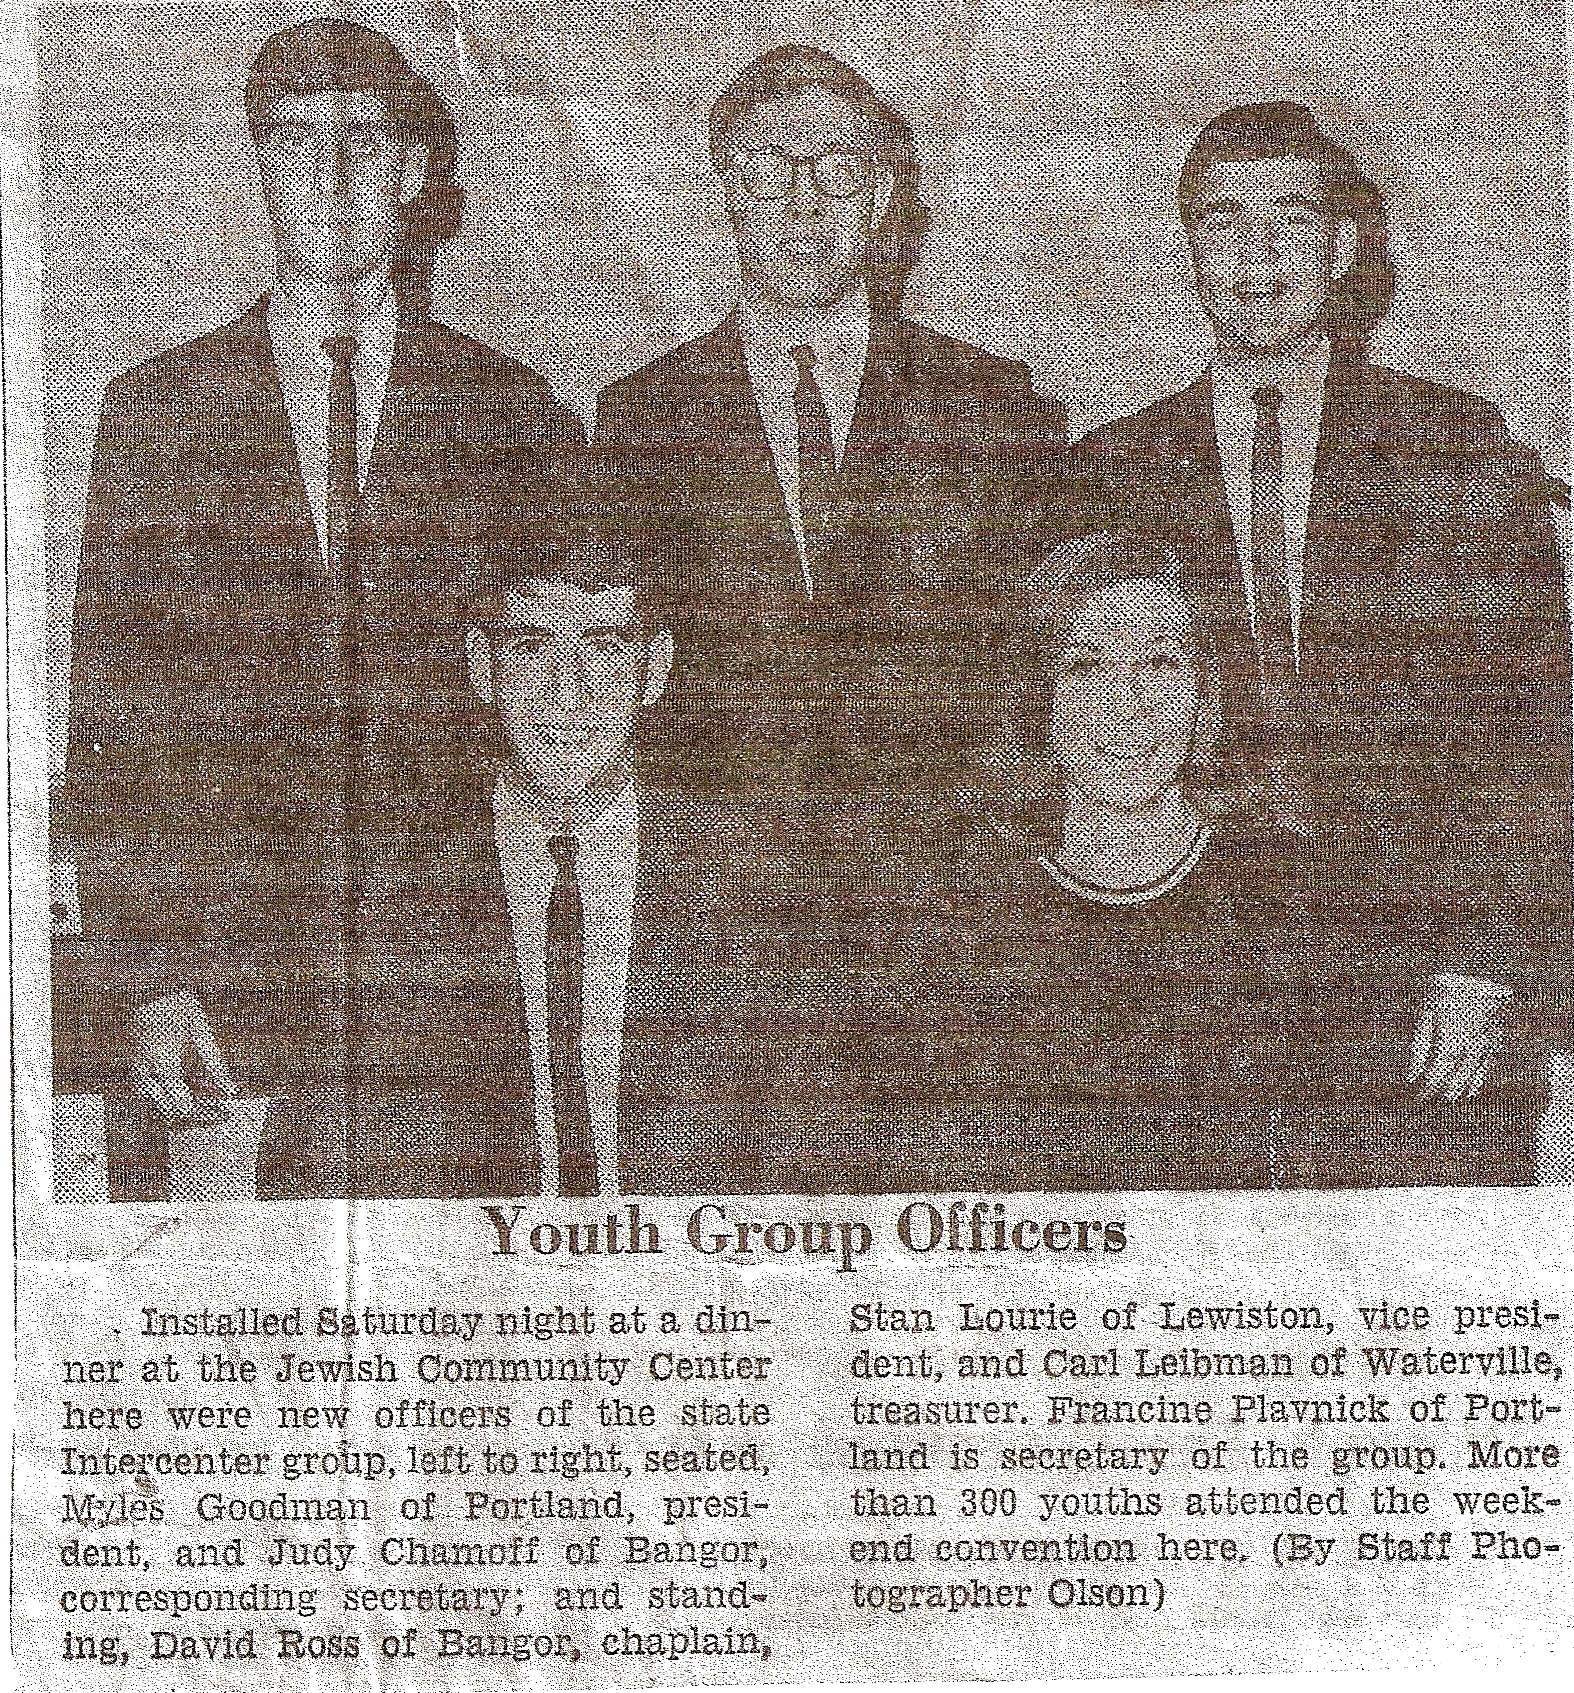 Youth Group Officers
. Installed Saturday night at a din-
ner at the Jewish Community Center
here were new officers of the state
Intercenter group, left to right, seated,
Myles Goodman of Portland, presi-
dent, and Judy Chamoff of Bangor,
corresponding secretary; and stand-
ing, David Ross of Bangor, chaplain,
Stan Lourie of Lewiston, vice presi-
dent, and Carl Leibman of Waterville,
treasurer. Francine Plavnick of Port-
land is secretary of the group. More
than 300 youths attended the week-
end convention here. (By Staff Pho-
tographer Olson)